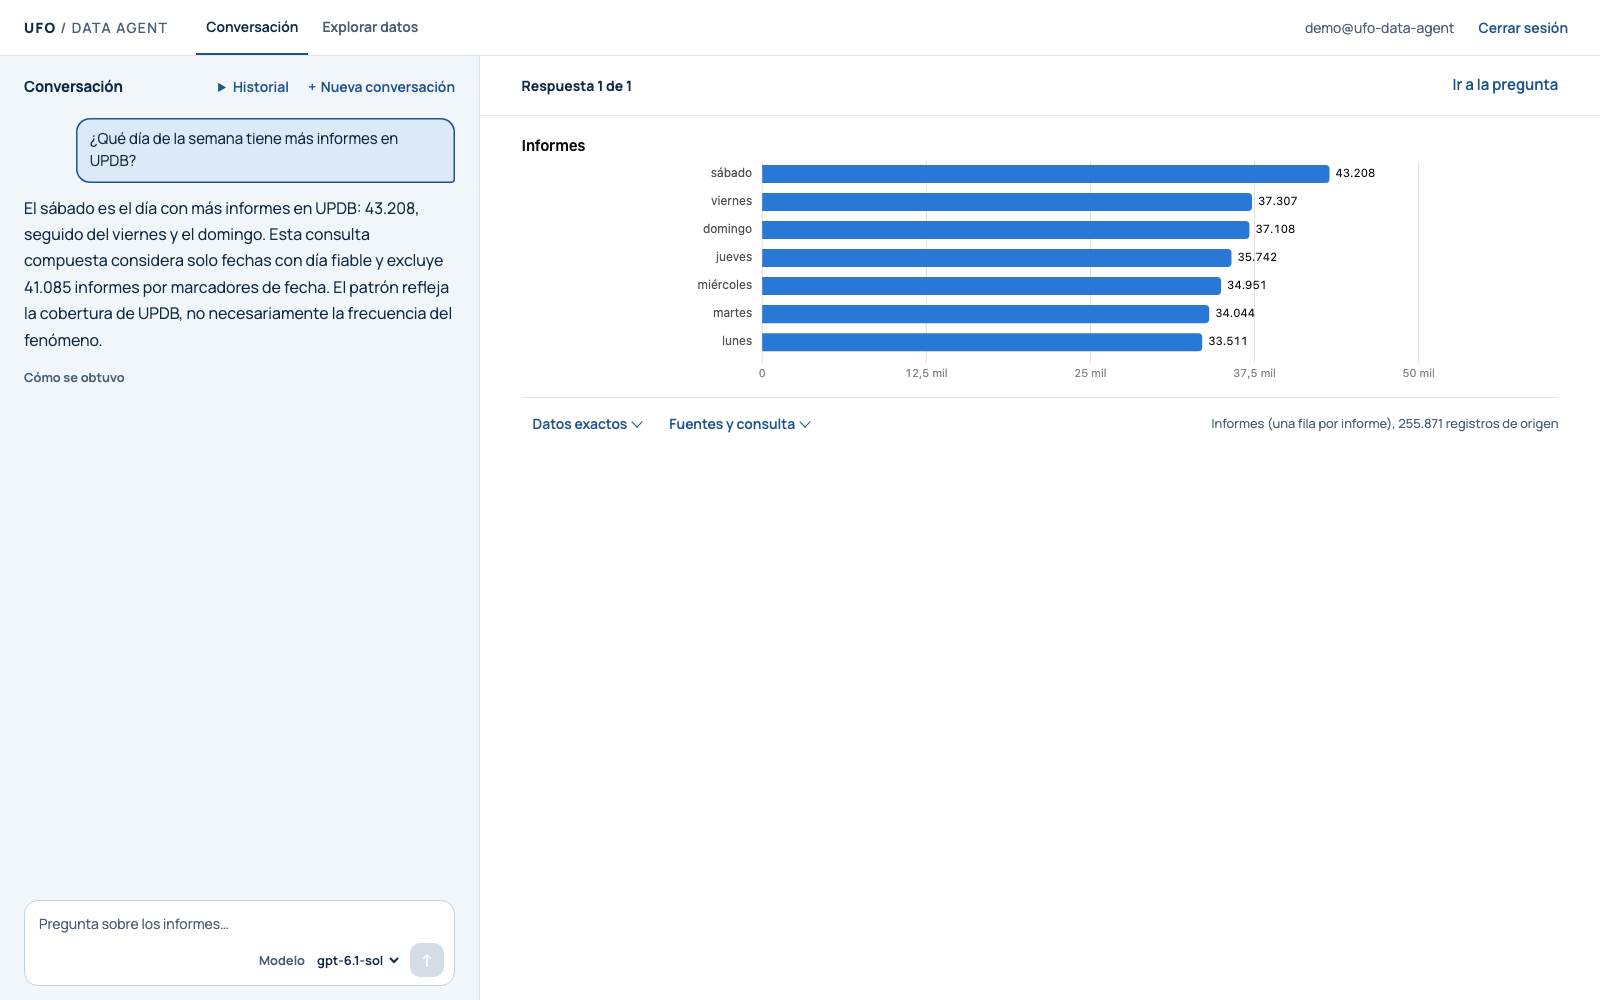 UFO / DATA AGENT
Conversación
Explorar datos
demo@ufo-data-agent
Cerrar sesión
Conversación
Historial
+ Nueva conversación
¿Qué día de la semana tiene más informes en
UPDB?
El sábado es el día con más informes en UPDB: 43.208,
seguido del viernes y el domingo. Esta consulta
compuesta considera solo fechas con día fiable y excluye
41.085 informes por marcadores de fecha. El patrón refleja
la cobertura de UPDB, no necesariamente la frecuencia del
fenómeno.
Cómo se obtuvo
Pregunta sobre los informes…
Modelo gpt-6.1-sol
Respuesta 1 de 1
Ir a la pregunta
Informes
sábado 43.208
viernes 37.307
domingo 37.108
jueves 35.742
miércoles 34.951
martes 34.044
lunes 33.511
0 12,5 mil 25 mil 37,5 mil 50 mil
Datos exactos
Fuentes y consulta
Informes (una fila por informe), 255.871 registros de origen